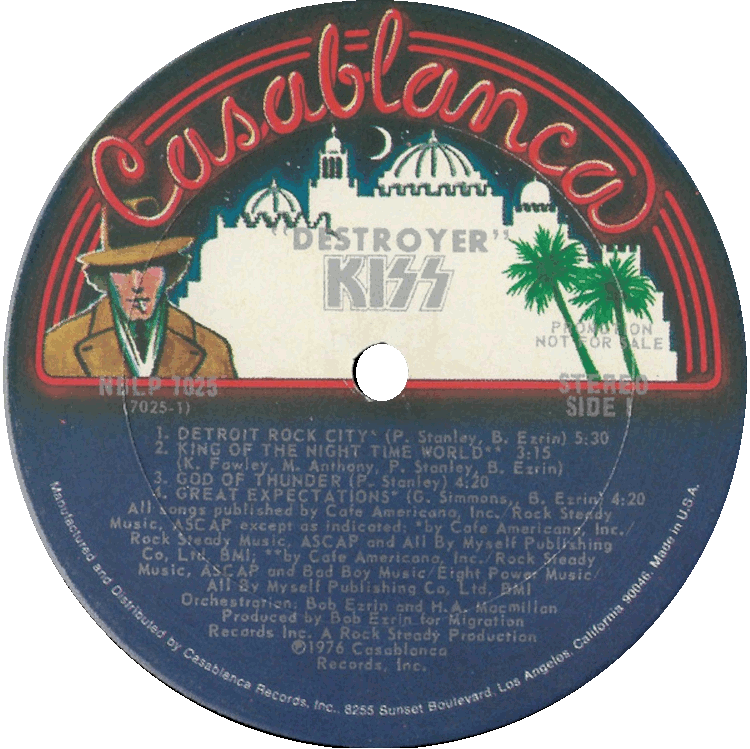 Casablanca
"DESTROYER"
KISS
PROMOTION
NOT FOR SALE
NBLP 7025
7025-1)
STEREO
SIDE 1
1. DETROIT ROCK CITY* (P. Stanley, B. Ezrin) 5:30
2. KING OF THE NIGHT TIME WORLD** 3:15
(K. Fowley, M. Anthony, P. Stanley, B. Ezrin)
3. GOD OF THUNDER (P. Stanley) 4:20
4. GREAT EXPECTATIONS* (G. Simmons, B. Ezrin) 4:20
All songs published by Cafe Americana, Inc./Rock Steady
Music, ASCAP except as indicated; *by Cafe Americana, Inc./
Rock Steady Music, ASCAP and All By Myself Publishing
Co, Ltd, BMI; **by Cafe Americana, Inc./Rock Steady
Music, ASCAP and Bad Boy Music/Eight Power Music/
All By Myself Publishing Co, Ltd, BMI
Orchestration: Bob Ezrin and H.A. Macmillan
Produced by Bob Ezrin for Migration
Records Inc. A Rock Steady Production
℗1976 Casablanca
Records, Inc.
Manufactured and Distributed by Casablanca Records, Inc., 8255 Sunset Boulevard, Los Angeles, California 90046, Made in U.S.A.